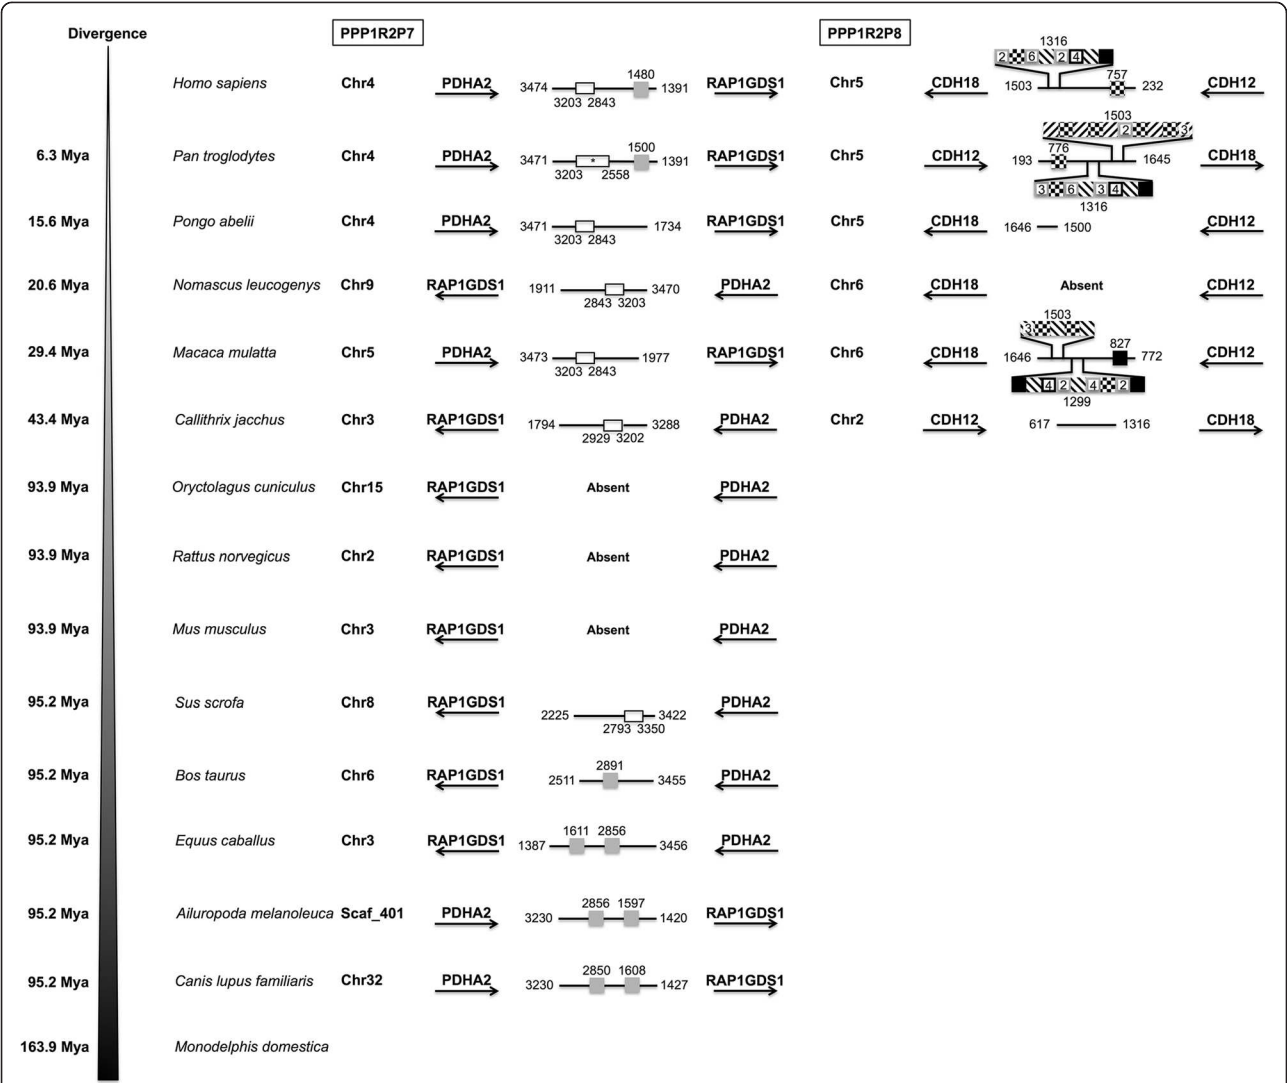 Divergence PPP1R2P7 PPP1R2P8
1316
2 6 2 4
Homo sapiens Chr4 PDHA2 3474 3203 2843 1480 1391 RAP1GDS1 Chr5 CDH18 1503 757 232 CDH12
1503
2 3
6.3 Mya Pan troglodytes Chr4 PDHA2 3471 3203 * 2558 1500 1391 RAP1GDS1 Chr5 CDH12 193 776 1645 CDH18
3 6 3 4
1316
15.6 Mya Pongo abelii Chr4 PDHA2 3471 3203 2843 1734 RAP1GDS1 Chr5 CDH18 1646 1500 CDH12
20.6 Mya Nomascus leucogenys Chr9 RAP1GDS1 1911 2843 3203 3470 PDHA2 Chr6 CDH18 Absent CDH12
1503
3
29.4 Mya Macaca mulatta Chr5 PDHA2 3473 3203 2843 1977 RAP1GDS1 Chr6 CDH18 1646 827 772 CDH12
4 2 4 2
1299
43.4 Mya Callithrix jacchus Chr3 RAP1GDS1 1794 2929 3202 3288 PDHA2 Chr2 CDH12 617 1316 CDH18
93.9 Mya Oryctolagus cuniculus Chr15 RAP1GDS1 Absent PDHA2
93.9 Mya Rattus norvegicus Chr2 RAP1GDS1 Absent PDHA2
93.9 Mya Mus musculus Chr3 RAP1GDS1 Absent PDHA2
95.2 Mya Sus scrofa Chr8 RAP1GDS1 2225 2793 3350 3422 PDHA2
95.2 Mya Bos taurus Chr6 RAP1GDS1 2511 2891 3455 PDHA2
95.2 Mya Equus caballus Chr3 RAP1GDS1 1387 1611 2856 3456 PDHA2
95.2 Mya Ailuropoda melanoleuca Scaf_401 PDHA2 3230 2856 1597 1420 RAP1GDS1
95.2 Mya Canis lupus familiaris Chr32 PDHA2 3230 2850 1608 1427 RAP1GDS1
163.9 Mya Monodelphis domestica